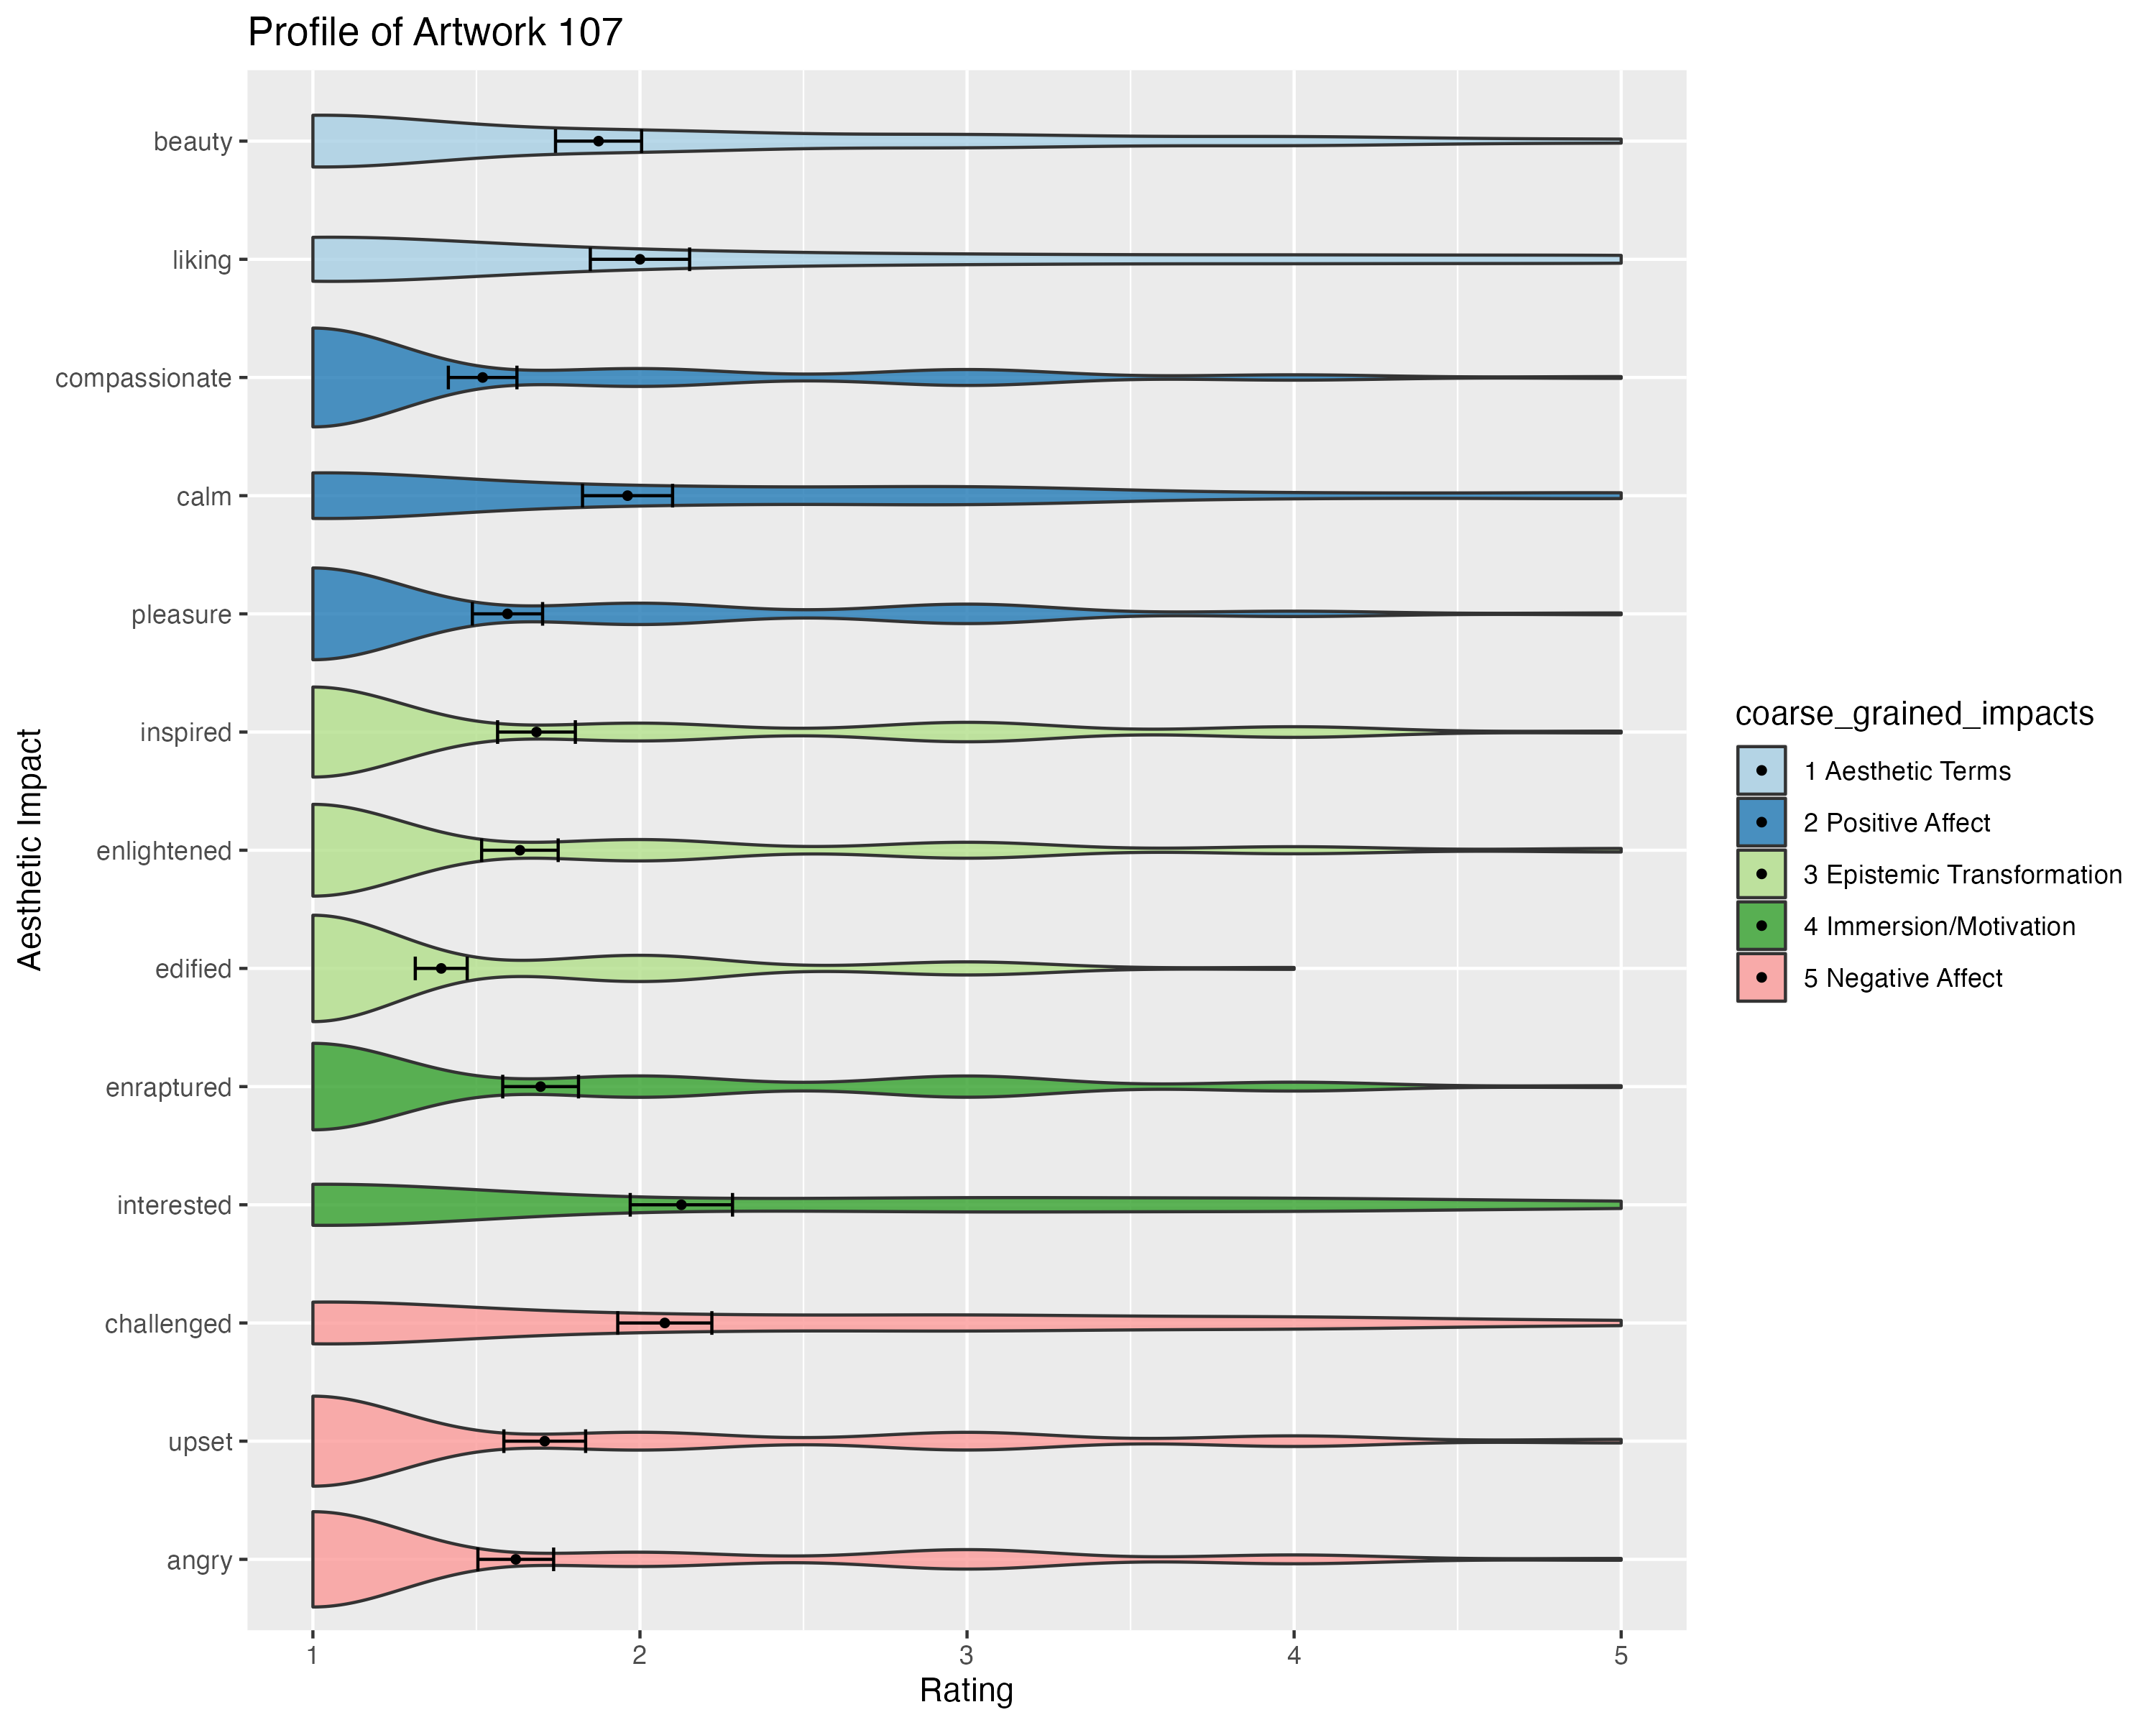 Profile of Artwork 107
beauty
liking
compassionate
calm
pleasure
inspired
enlightened
edified
enraptured
interested
challenged
upset
angry
Aesthetic Impact
1 2 3 4 5
Rating
coarse_grained_impacts
1 Aesthetic Terms
2 Positive Affect
3 Epistemic Transformation
4 Immersion/Motivation
5 Negative Affect